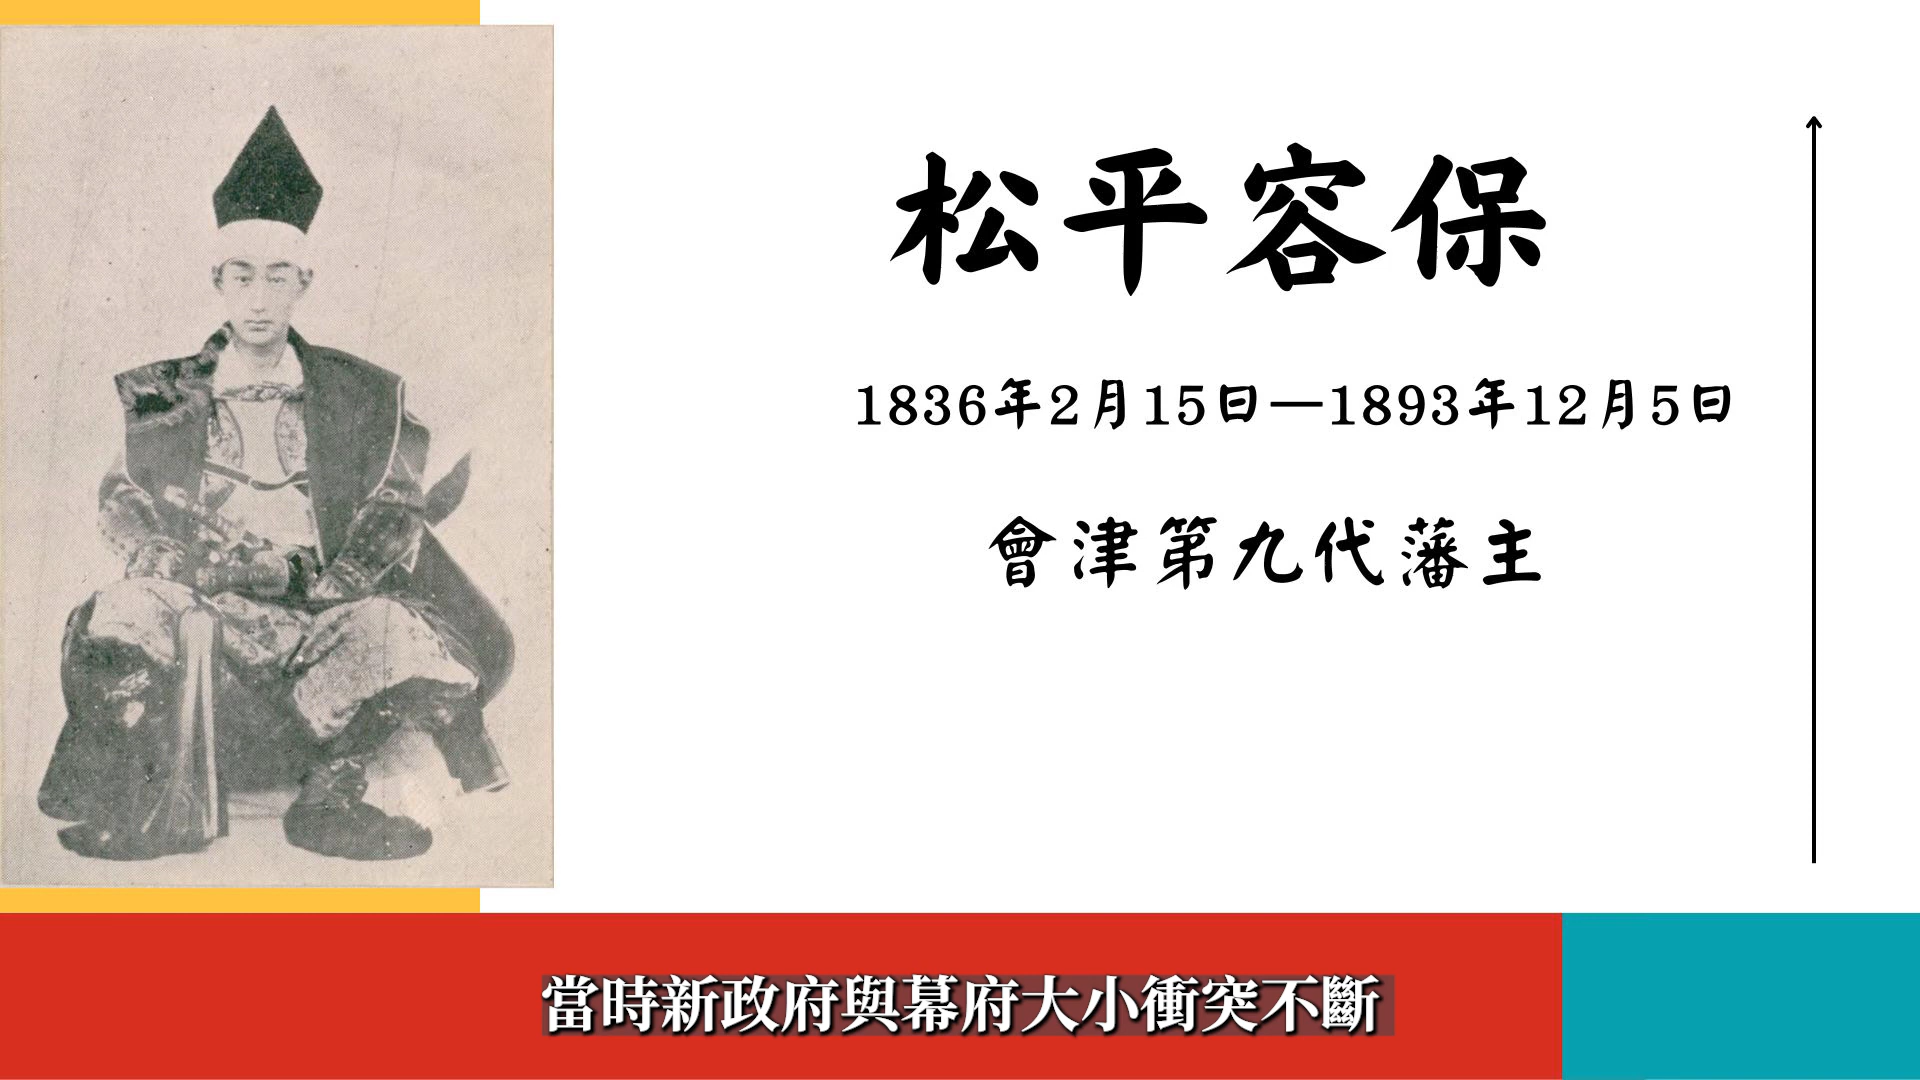 松平容保
1836年2月15日—1893年12月5日
會津第九代藩主
當時新政府與幕府大小衝突不斷